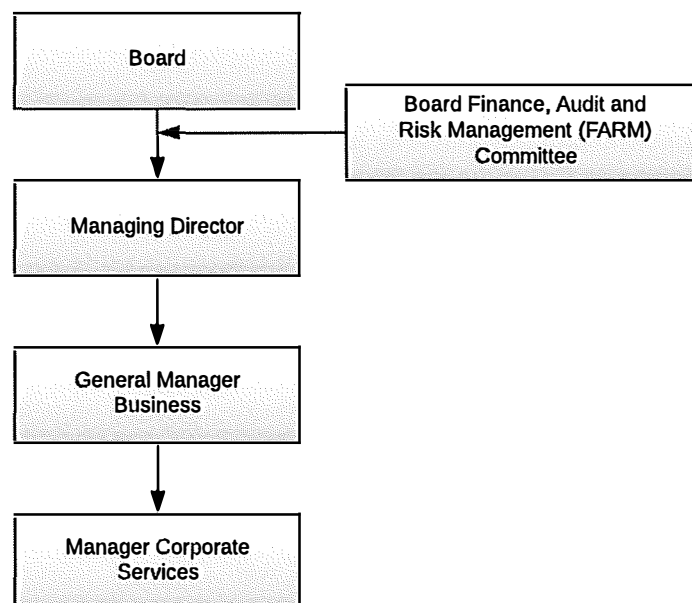 Board
Board Finance, Audit and
Risk Management (FARM)
Committee
Managing Director
General Manager
Business
Manager Corporate
Services